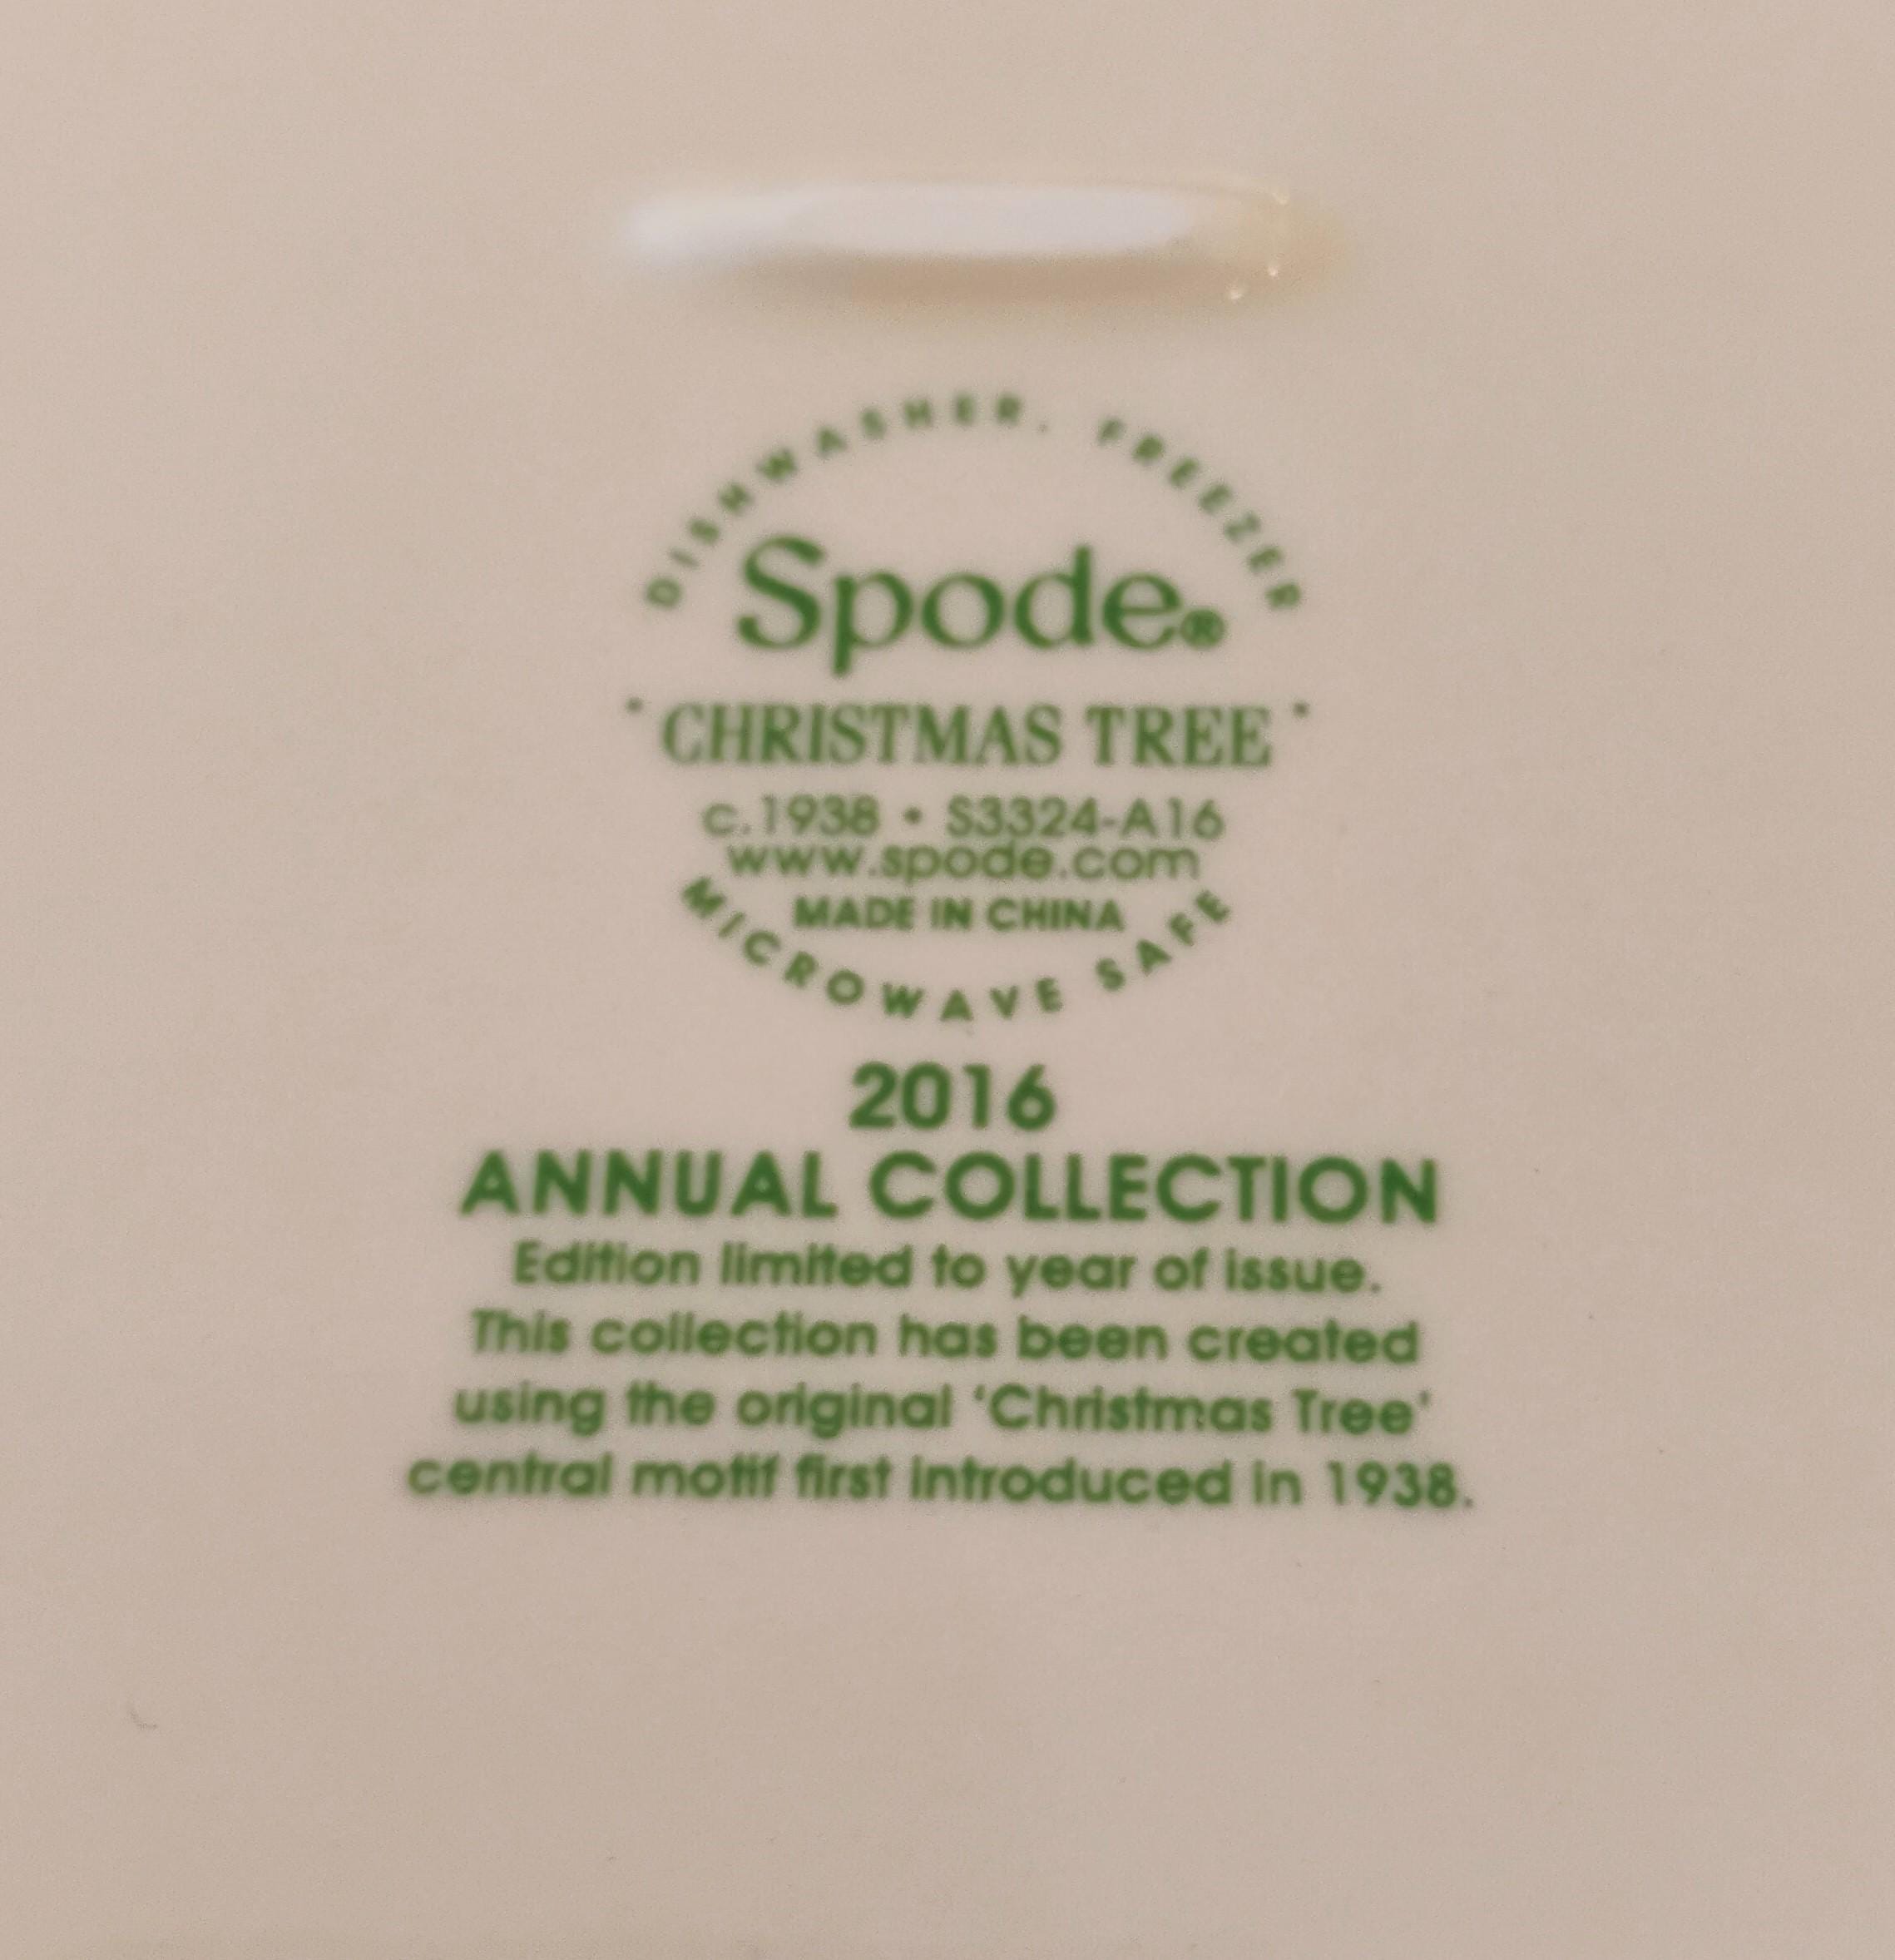 DISHWASHER, FREEZER
Spode®
· CHRISTMAS TREE ·
c.1938 • S3324-A16
www.spode.com
MADE IN CHINA
MICROWAVE SAFE
2016
ANNUAL COLLECTION
Edition limited to year of issue.
This collection has been created
using the original ‘Christmas Tree’
central motif first introduced in 1938.